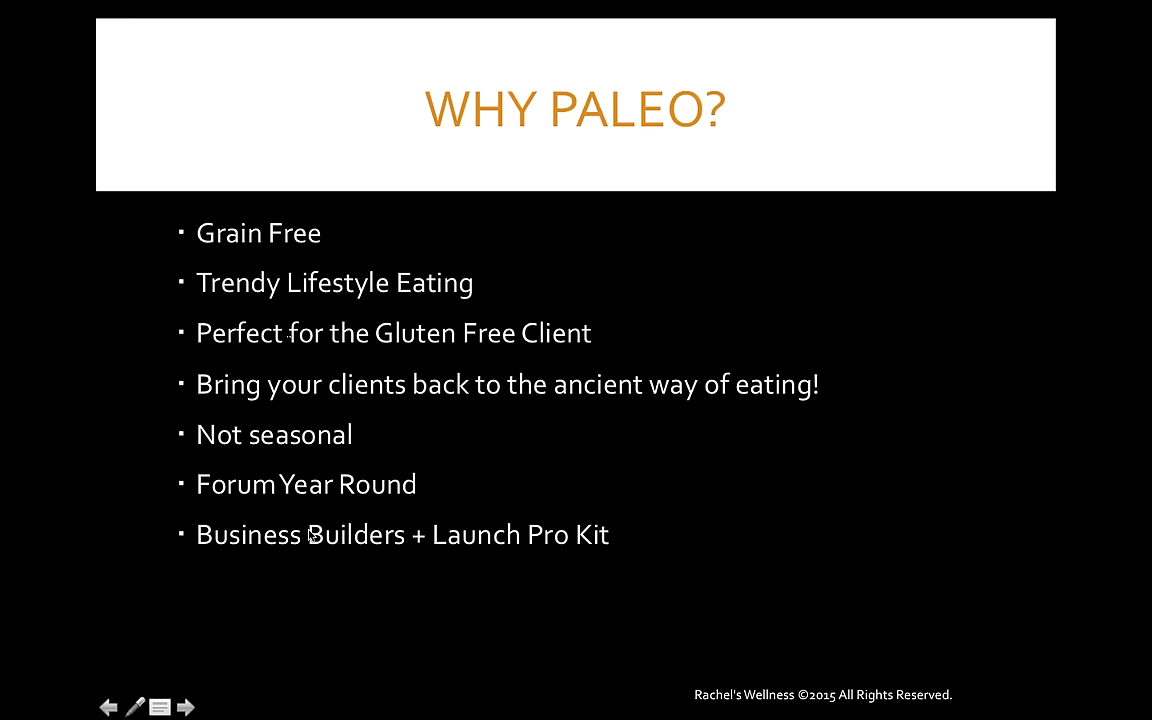 WHY PALEO?
▪ Grain Free
▪ Trendy Lifestyle Eating
▪ Perfect for the Gluten Free Client
▪ Bring your clients back to the ancient way of eating!
▪ Not seasonal
▪ Forum Year Round
▪ Business Builders + Launch Pro Kit
Rachel's Wellness ©2015 All Rights Reserved.